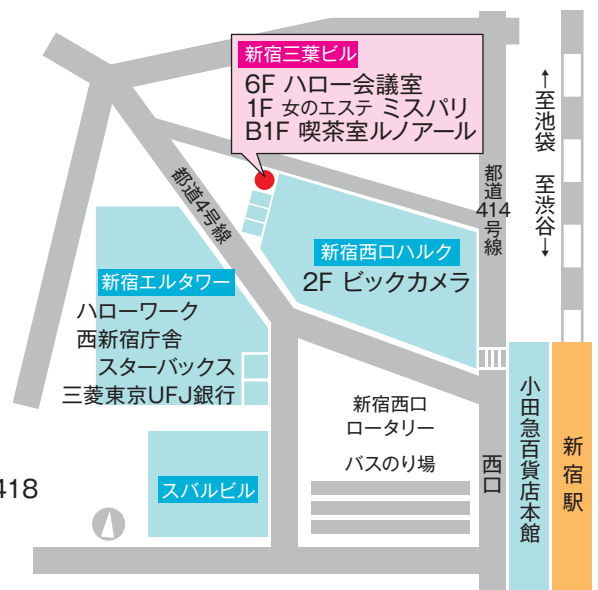 新宿三葉ビル
6F ハロー会議室
1F 女のエステ ミスパリ
B1F 喫茶室ルノアール
←至池袋 至渋谷→
都道414号線
都道4号線
新宿西口ハルク
2F ビックカメラ
新宿エルタワー
ハローワーク
西新宿庁舎
スターバックス
三菱東京UFJ銀行
新宿西口
ロータリー
バスのり場
西口
小田急百貨店本館
新宿駅
418
スバルビル